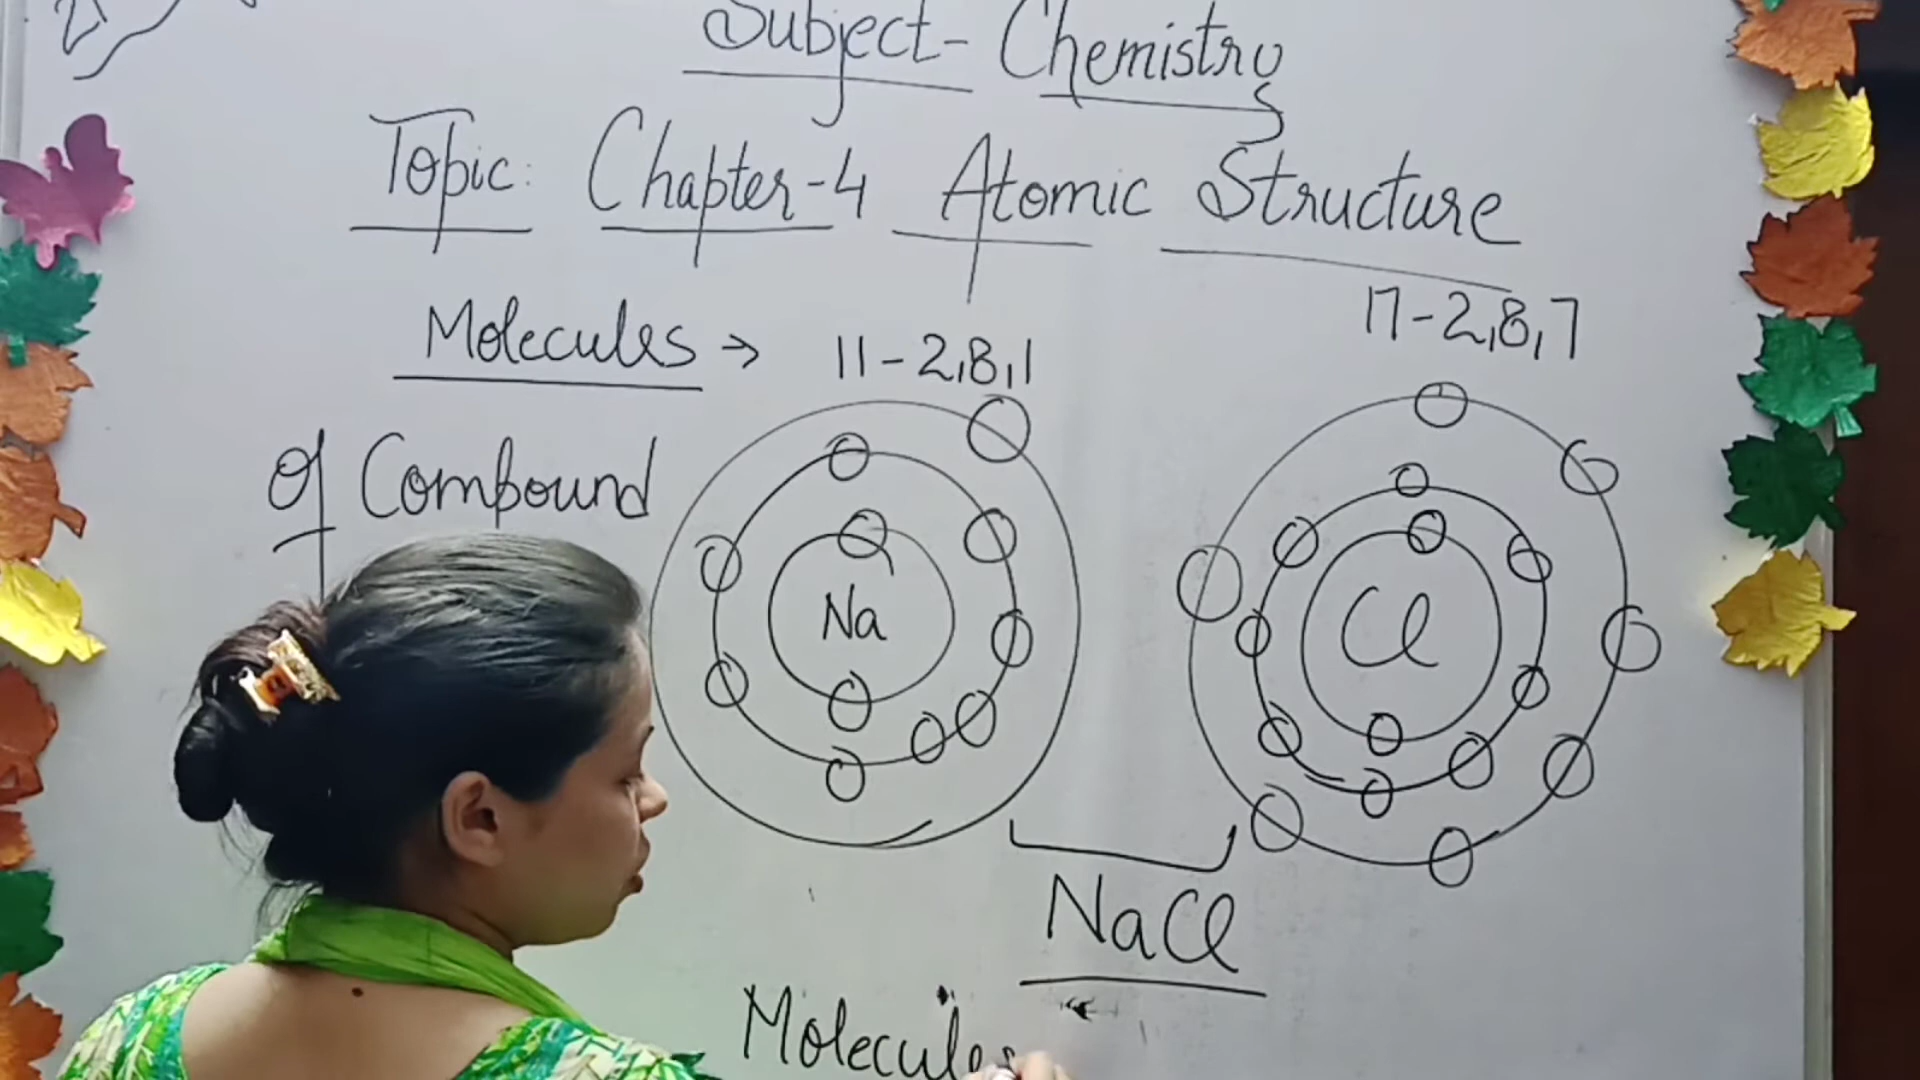 Subject- Chemistry
Topic: Chapter-4 Atomic Structure
Molecules → 11-2,8,1
17-2,8,7
Of Compound
Na
Cl
NaCl
Molecules